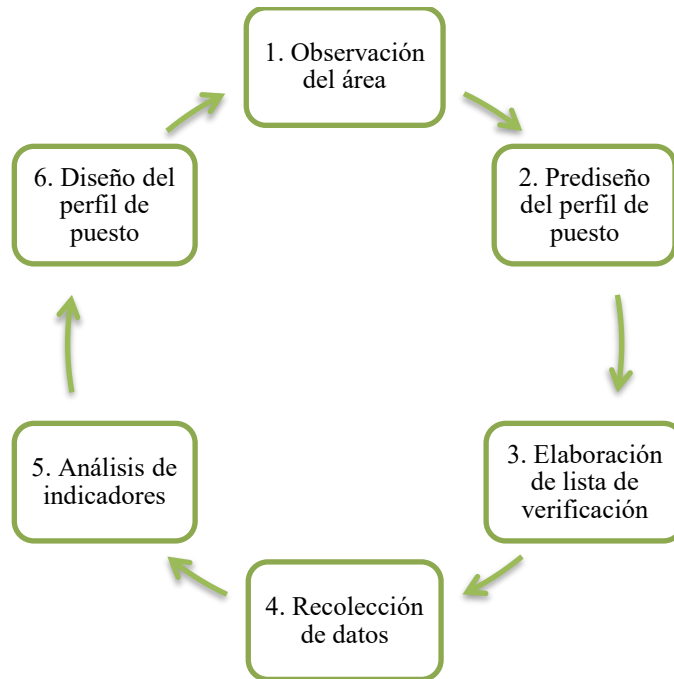 1. Observación
del área
2. Prediseño
del perfil de
puesto
3. Elaboración
de lista de
verificación
4. Recolección
de datos
5. Análisis de
indicadores
6. Diseño del
perfil de
puesto